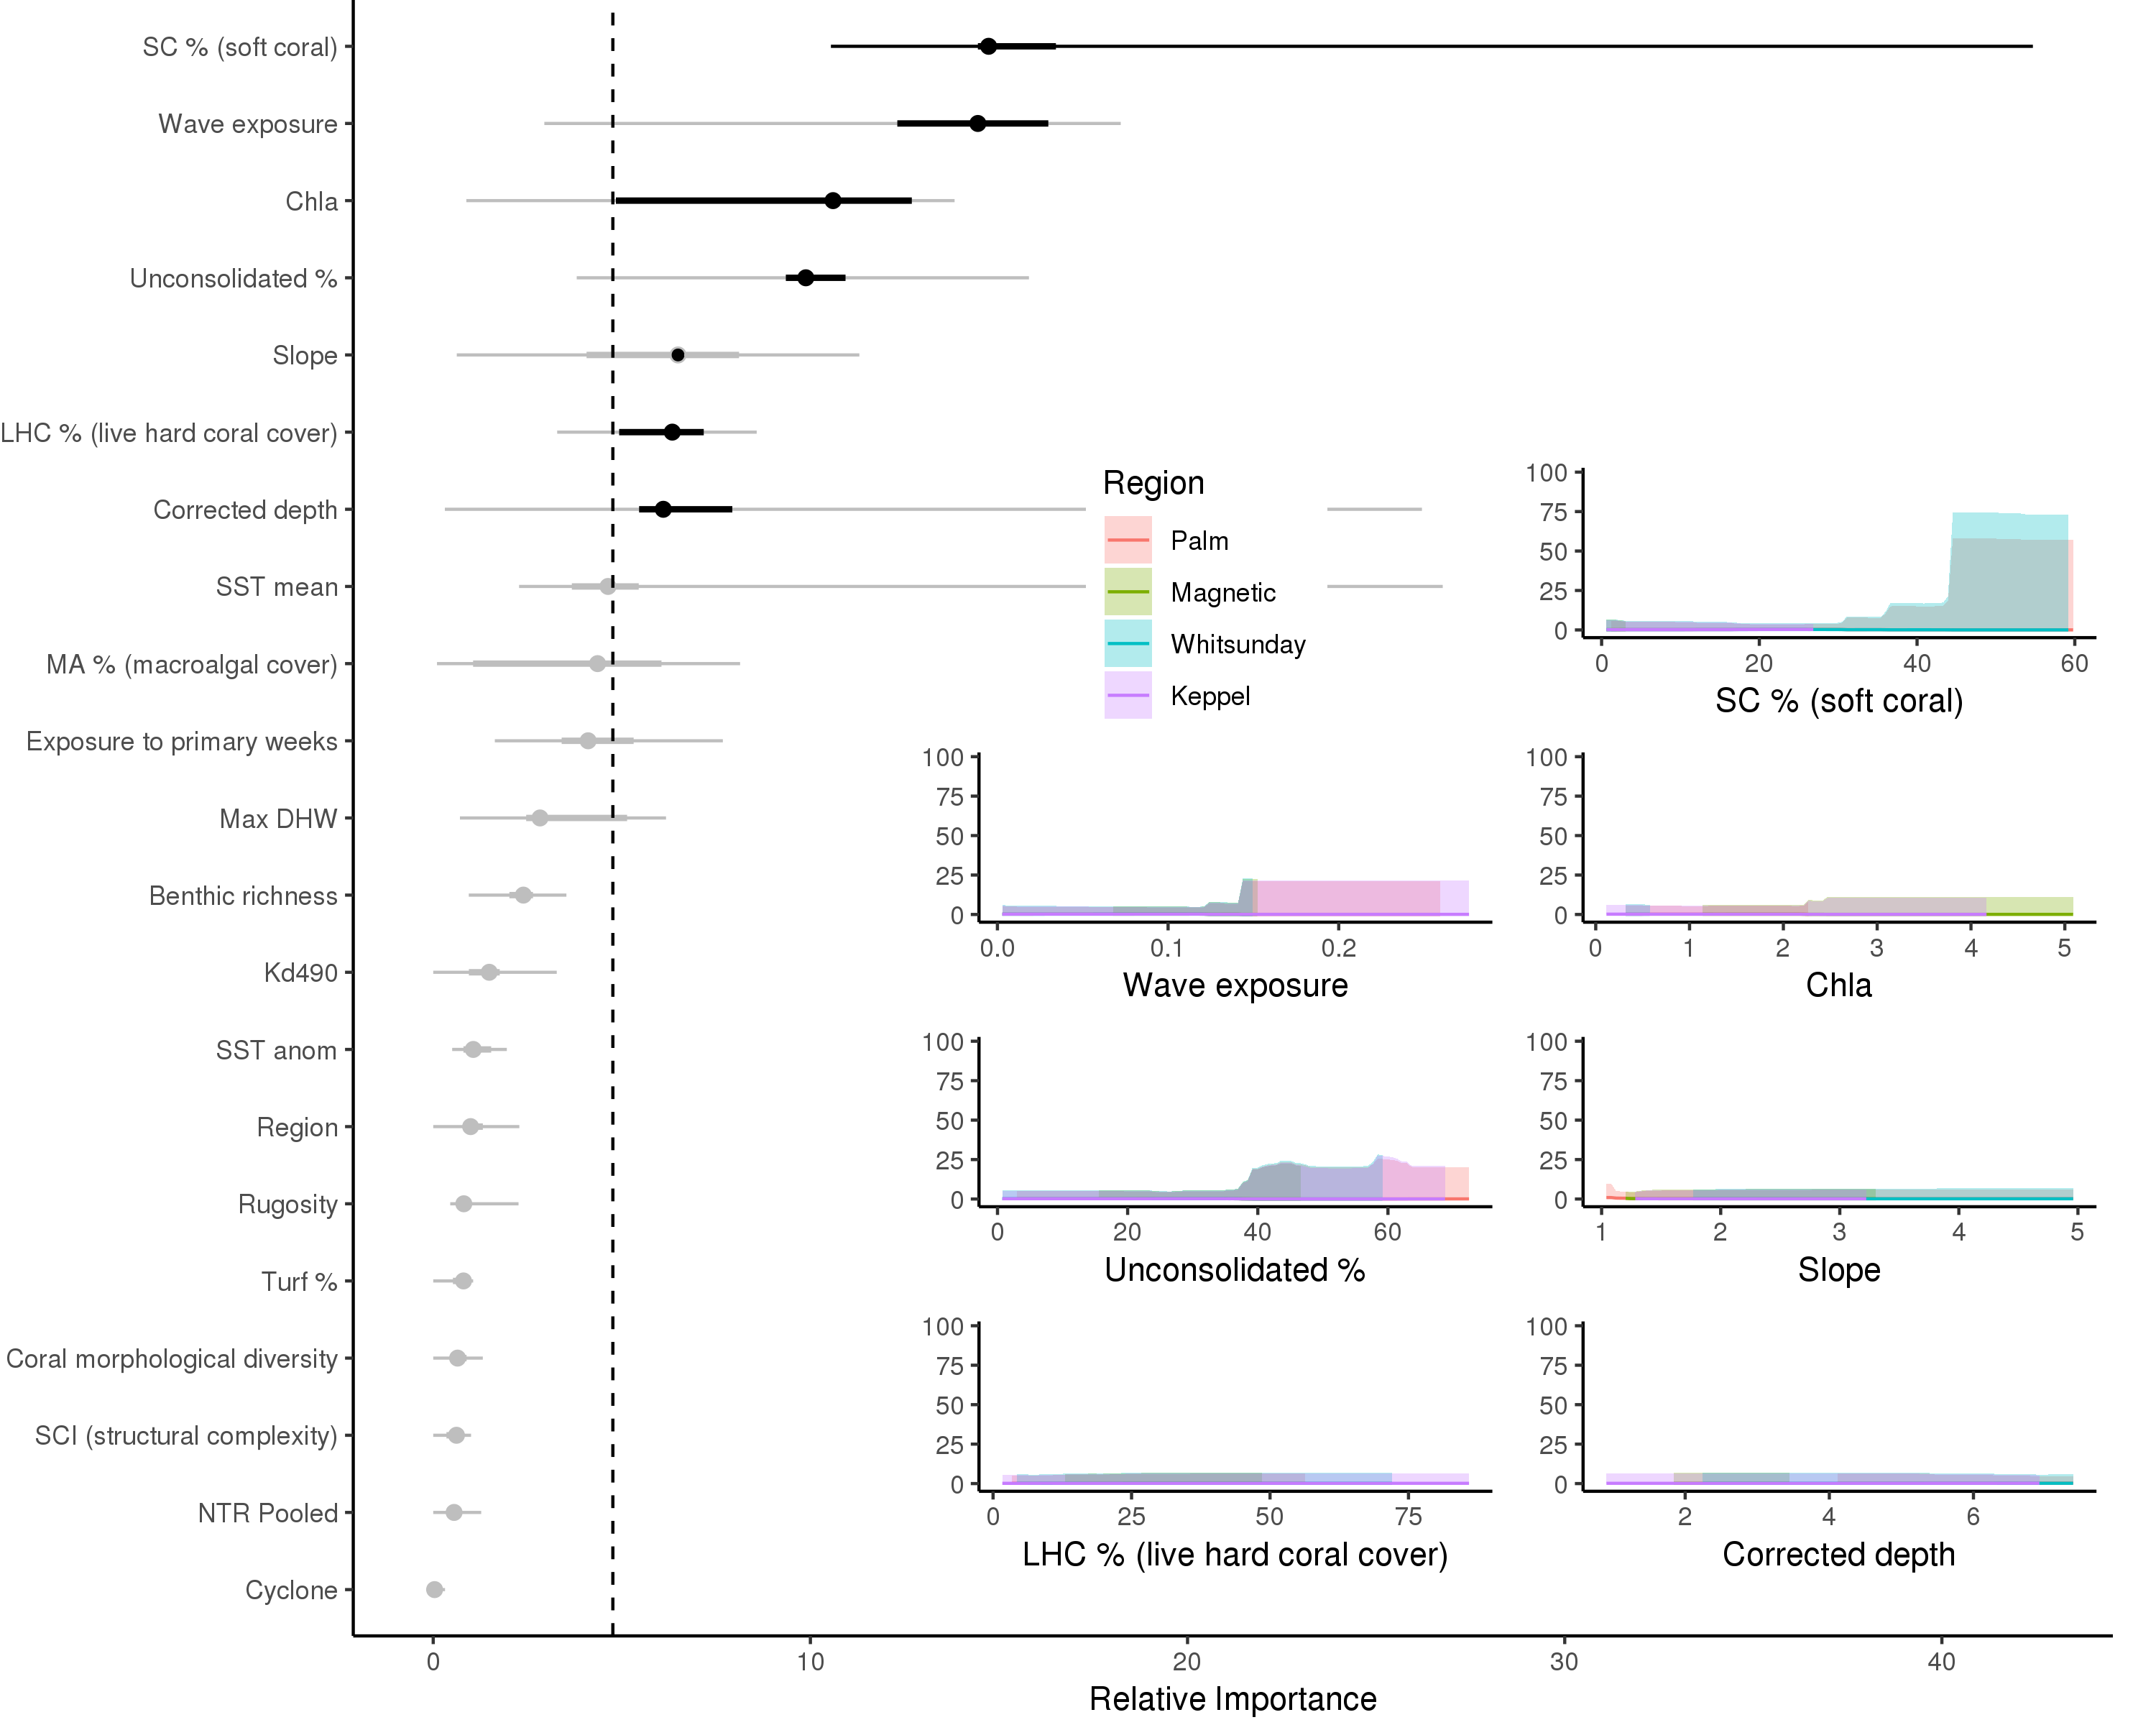 SC % (soft coral)
Wave exposure
Chla
Unconsolidated %
Slope
LHC % (live hard coral cover)
Corrected depth
SST mean
MA % (macroalgal cover)
Exposure to primary weeks
Max DHW
Benthic richness
Kd490
SST anom
Region
Rugosity
Turf %
Coral morphological diversity
SCI (structural complexity)
NTR Pooled
Cyclone
0 10 20 30 40
Relative Importance
Region
Palm
Magnetic
Whitsunday
Keppel
100
75
50
25
0
0 20 40 60
SC % (soft coral)
100
75
50
25
0
0.0 0.1 0.2
Wave exposure
100
75
50
25
0
0 1 2 3 4 5
Chla
100
75
50
25
0
0 20 40 60
Unconsolidated %
100
75
50
25
0
1 2 3 4 5
Slope
100
75
50
25
0
0 25 50 75
LHC % (live hard coral cover)
100
75
50
25
0
2 4 6
Corrected depth